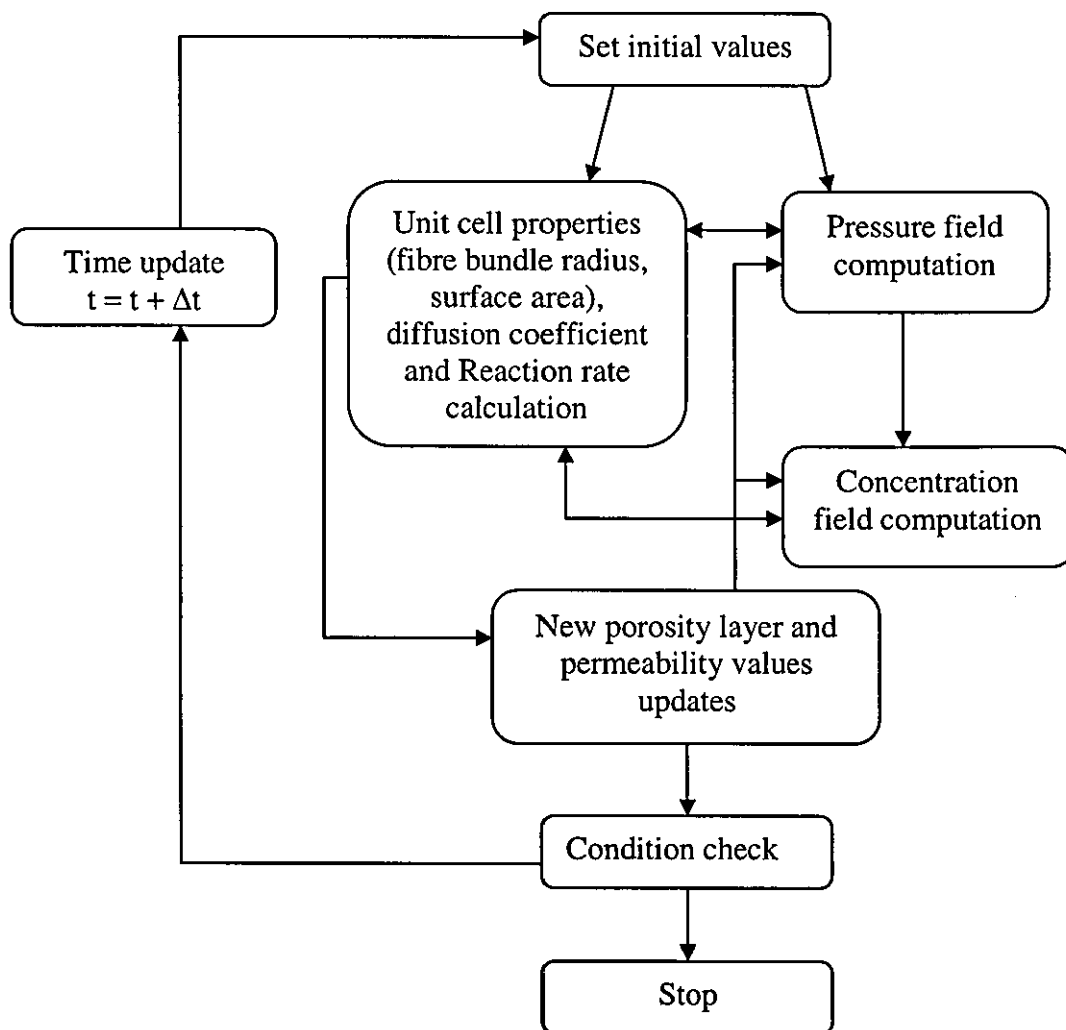 Set initial values
Unit cell properties
(fibre bundle radius,
surface area),
diffusion coefficient
and Reaction rate
calculation
Pressure field
computation
Time update
t = t + Δt
Concentration
field computation
New porosity layer and
permeability values
updates
Condition check
Stop